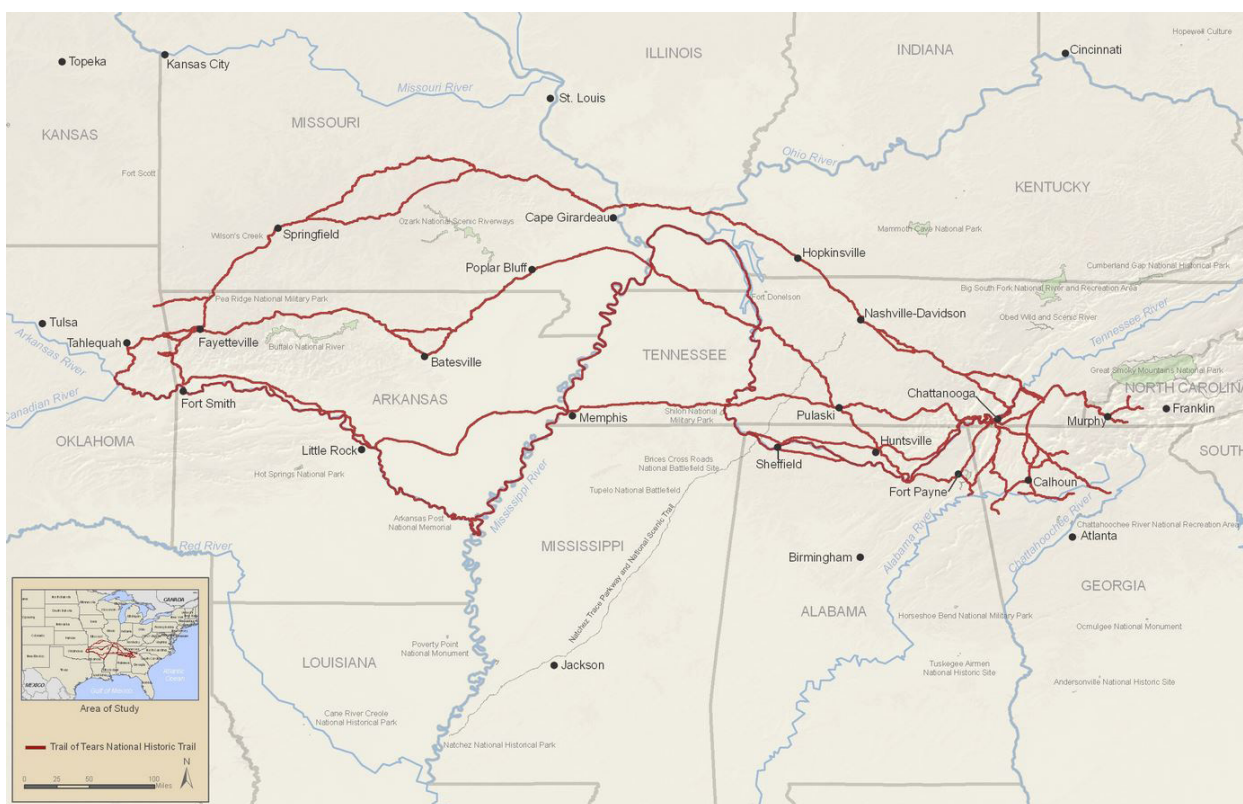 Hopewell Culture
ILLINOIS
INDIANA
Cincinnati
Topeka
Kansas City
Missouri River
St. Louis
MISSOURI
KANSAS
Ohio River
Fort Scott
KENTUCKY
Ozark National Scenic Riverways
Cape Girardeau
Wilson's Creek
Springfield
Mammoth Cave National Park
Hopkinsville
Poplar Bluff
Cumberland Gap National Historical Park
Big South Fork National River and Recreation Area
Pea Ridge National Military Park
Fort Donelson
Obed Wild and Scenic River
Tennessee River
Nashville-Davidson
Tulsa
Tahlequah
Arkansas River
Fayetteville
Buffalo National River
Batesville
TENNESSEE
Great Smoky Mountains National Park
NORTH CAROLINA
Canadian River
Fort Smith
ARKANSAS
Chattanooga
Memphis
Shiloh National
Military Park
Pulaski
Murphy
Franklin
OKLAHOMA
Little Rock
Hot Springs National Park
Brices Cross Roads
National Battlefield Site
Sheffield
Huntsville
SOUTH
Fort Payne
Calhoun
Tupelo National Battlefield
Mississippi River
Arkansas Post
National Memorial
Alabama River
Chattahoochee River
Chattahoochee River National Recreation Area
Atlanta
Red River
MISSISSIPPI
Natchez Trace Parkway and National Scenic Trail
Birmingham
GEORGIA
ALABAMA
Horseshoe Bend National Military Park
Ocmulgee National Monument
Poverty Point
National Monument
LOUISIANA
Jackson
Tuskegee Airmen
National Historic Site
Andersonville National Historic Site
Cane River Creole
National Historical Park
Natchez National Historical Park
CANADA
MEXICO
Gulf of Mexico
Atlantic
Ocean
Area of Study
Trail of Tears National Historic Trail
N
0 25 50 100
Miles